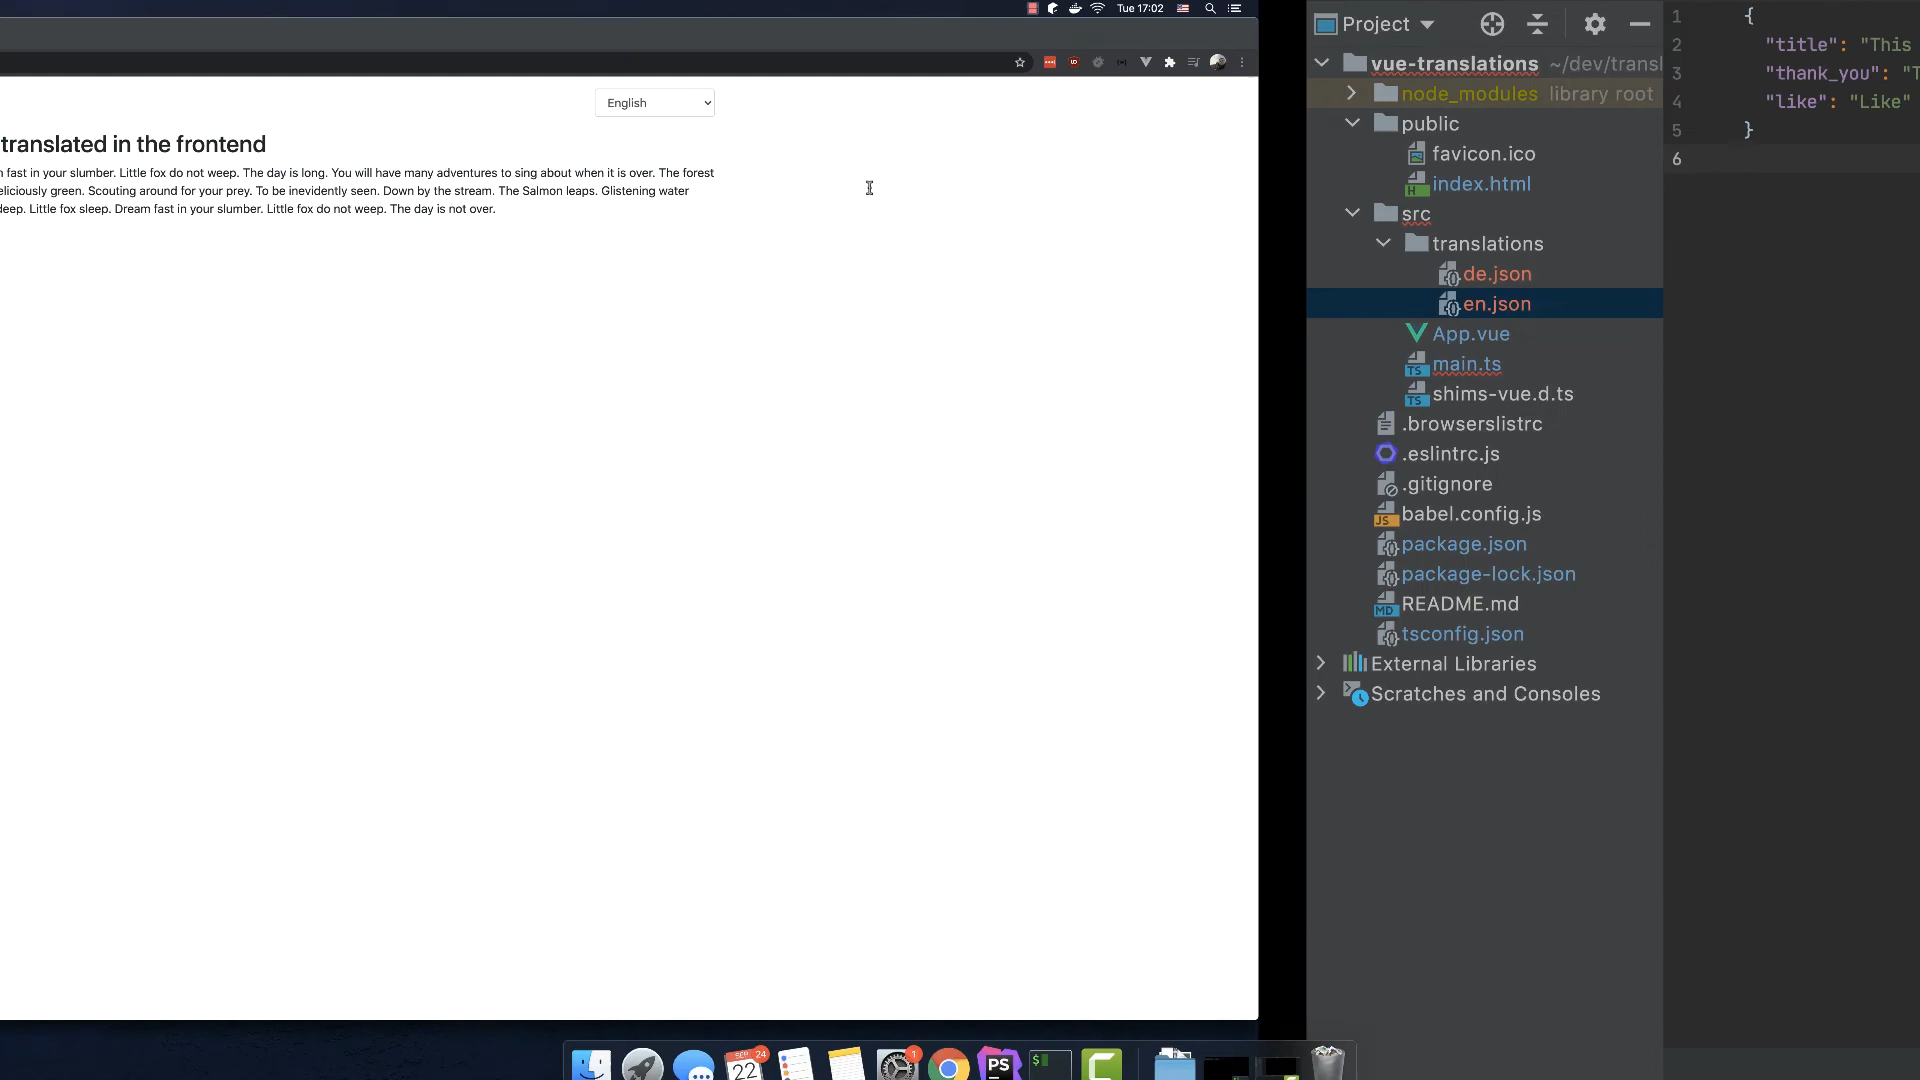 Tue 17:02
English
translated in the frontend
fast in your slumber. Little fox do not weep. The day is long. You will have many adventures to sing about when it is over. The forest
eliciously green. Scouting around for your prey. To be inevidently seen. Down by the stream. The Salmon leaps. Glistening water
deep. Little fox sleep. Dream fast in your slumber. Little fox do not weep. The day is not over.
Project
vue-translations ~/dev/transl
node_modules library root
public
favicon.ico
index.html
src
translations
de.json
en.json
App.vue
main.ts
shims-vue.d.ts
.browserslistrc
.eslintrc.js
.gitignore
babel.config.js
package.json
package-lock.json
README.md
tsconfig.json
External Libraries
Scratches and Consoles
1 {
2 "title": "This
3 "thank_you": "T
4 "like": "Like"
5 }
6
SEP 24
22
1
PS
$